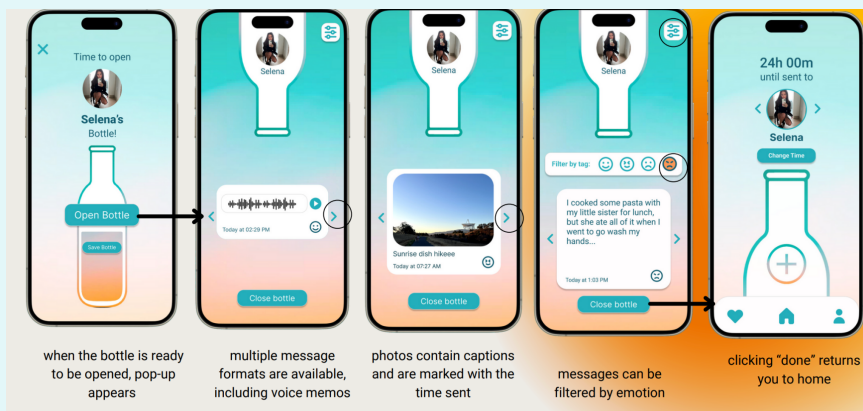 Time to open
Selena's
Bottle!
Open Bottle
Save Bottle
when the bottle is ready
to be opened, pop-up
appears
Selena
Today at 02:29 PM
Close bottle
multiple message
formats are available,
including voice memos
Selena
Sunrise dish hikeee
Today at 07:27 AM
Close bottle
photos contain captions
and are marked with the
time sent
Selena
Filter by tag:
I cooked some pasta with
my little sister for lunch,
but she ate all of it when I
went to go wash my
hands...
Today at 1:03 PM
Close bottle
messages can be
filtered by emotion
24h 00m
until sent to
Selena
Change Time
clicking “done” returns
you to home